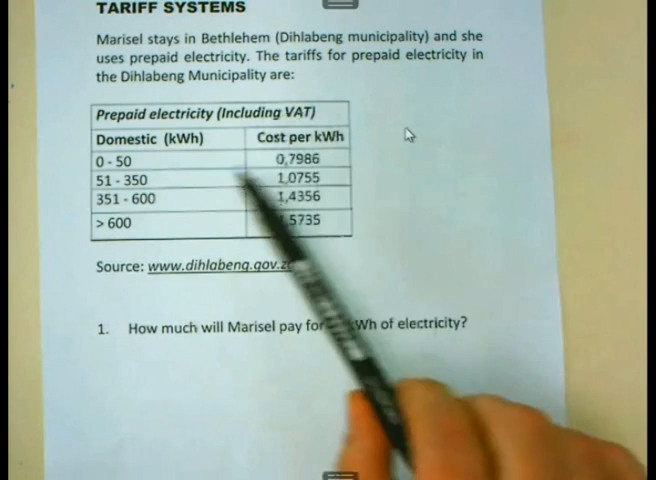 TARIFF SYSTEMS
Marisel stays in Bethlehem (Dihlabeng municipality) and she
uses prepaid electricity. The tariffs for prepaid electricity in
the Dihlabeng Municipality are:
Prepaid electricity (Including VAT)
Domestic (kWh) Cost per kWh
0 - 50 0,7986
51 - 350 1,0755
351 - 600 1,4356
> 600 5735
Source: www.dihlabeng.gov.z
1. How much will Marisel pay for kWh of electricity?